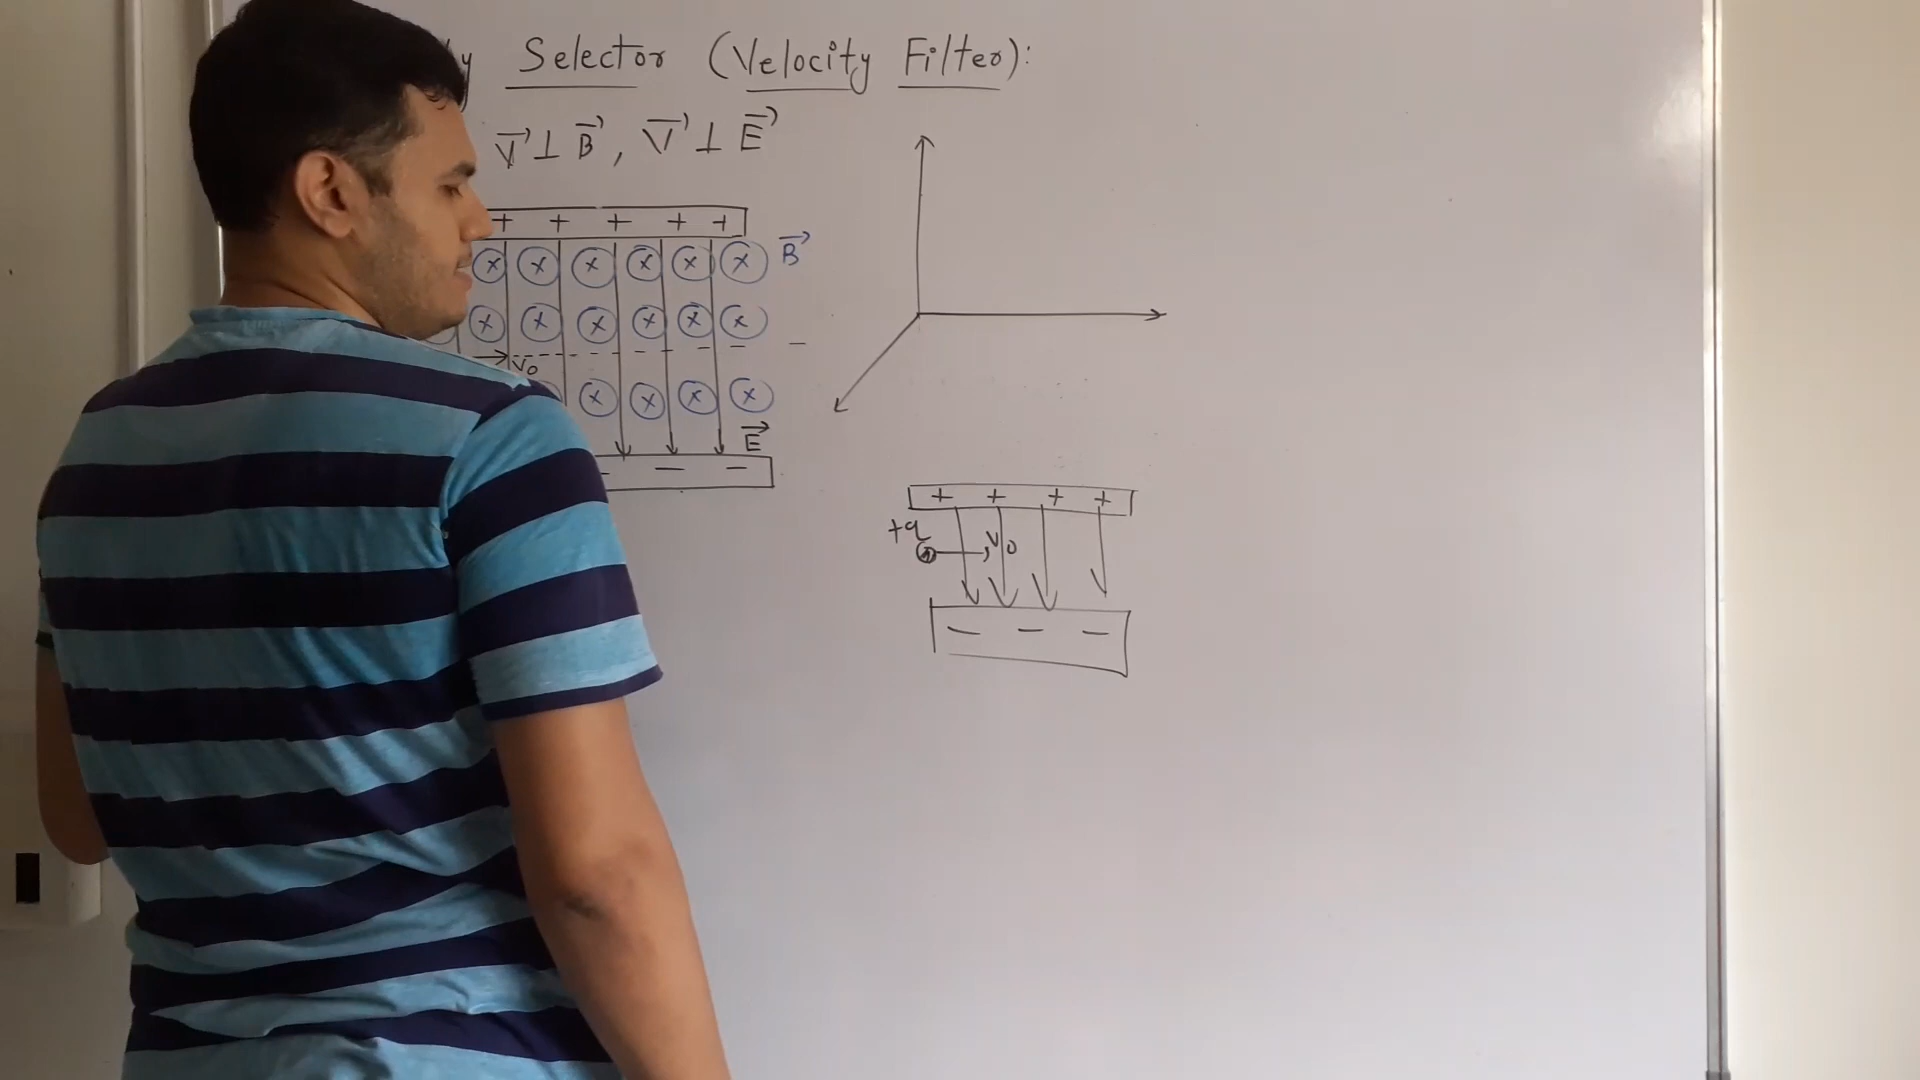 Selector (Velocity Filter):
V⃗ ⊥ B⃗, V⃗ ⊥ E⃗
+ + + + +
× × × × × × B⃗
× × × × × ×
V₀
× × × ×
E⃗
− − −
+ + + +
+q
V₀
− − −